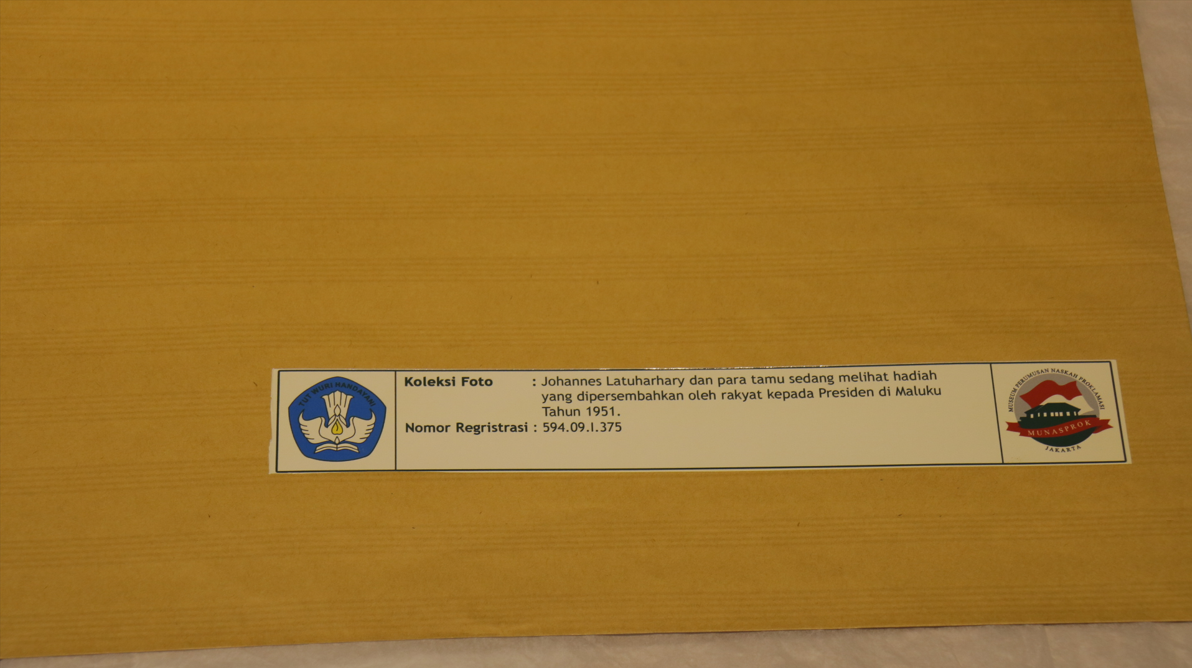 TUT WURI HANDAYANI
Koleksi Foto : Johannes Latuharhary dan para tamu sedang melihat hadiah
yang dipersembahkan oleh rakyat kepada Presiden di Maluku
Tahun 1951.
Nomor Regristrasi : 594.09.I.375
MUSEUM PERUMUSAN NASKAH PROKLAMASI
MUNASPROK
JAKARTA